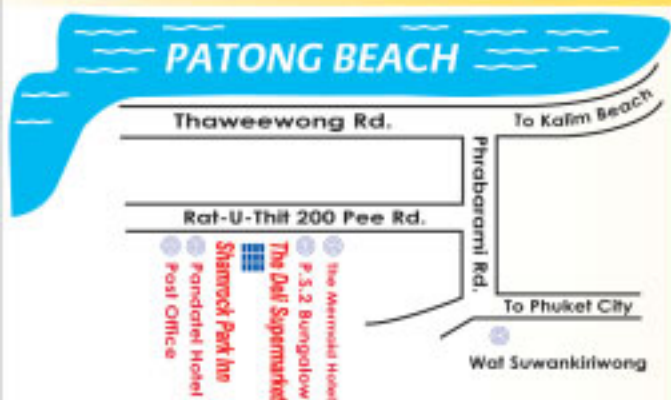 PATONG BEACH
Thaweewong Rd.
To Kalim Beach
Phrabarami Rd.
Rat-U-Thit 200 Pee Rd.
Post Office
Pandatel Hotel
Shamrock Park Inn
The Deli Supermarket
P.S.2 Bungalow
The Mermaid Hotel
To Phuket City
Wat Suwankiriwong